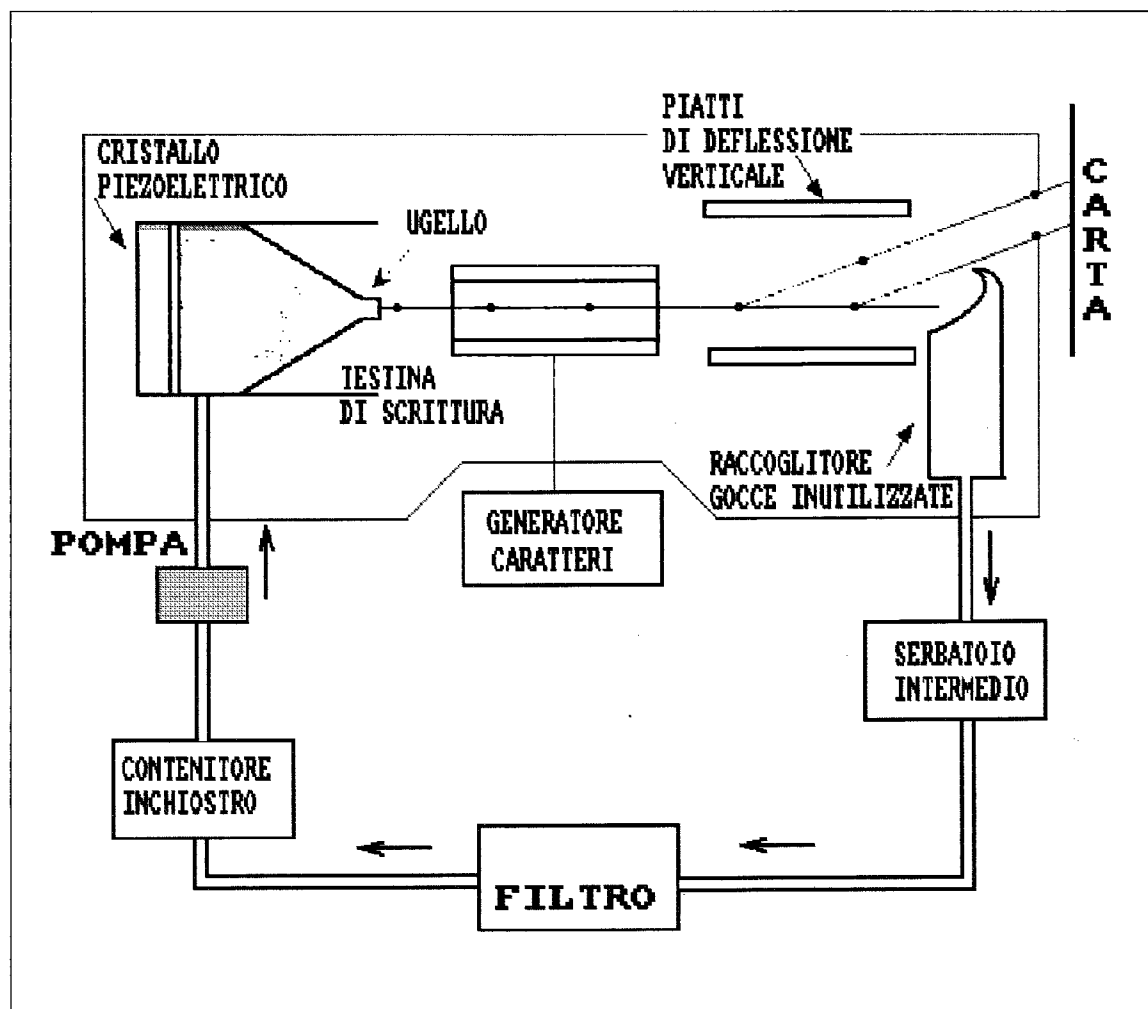 PIATTI
DI DEFLESSIONE
VERTICALE
CRISTALLO
PIEZOELETTRICO
UGELLO
CARTA
TESTINA
DI SCRITTURA
RACCOGLITORE
GOCCE INUTILIZZATE
GENERATORE
CARATTERI
POMPA
SERBATOIO
INTERMEDIO
CONTENITORE
INCHIOSTRO
FILTRO